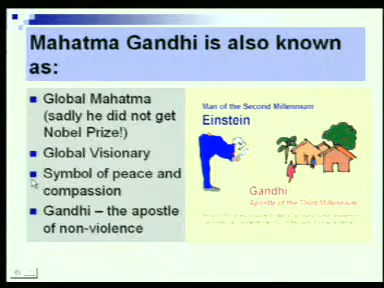 Mahatma Gandhi is also known
as:
Global Mahatma
(sadly he did not get
Nobel Prize!)
Global Visionary
Symbol of peace and
compassion
Gandhi – the apostle
of non-violence
Man of the Second Millennium
Einstein
Gandhi
Apostle of the Third Millennium